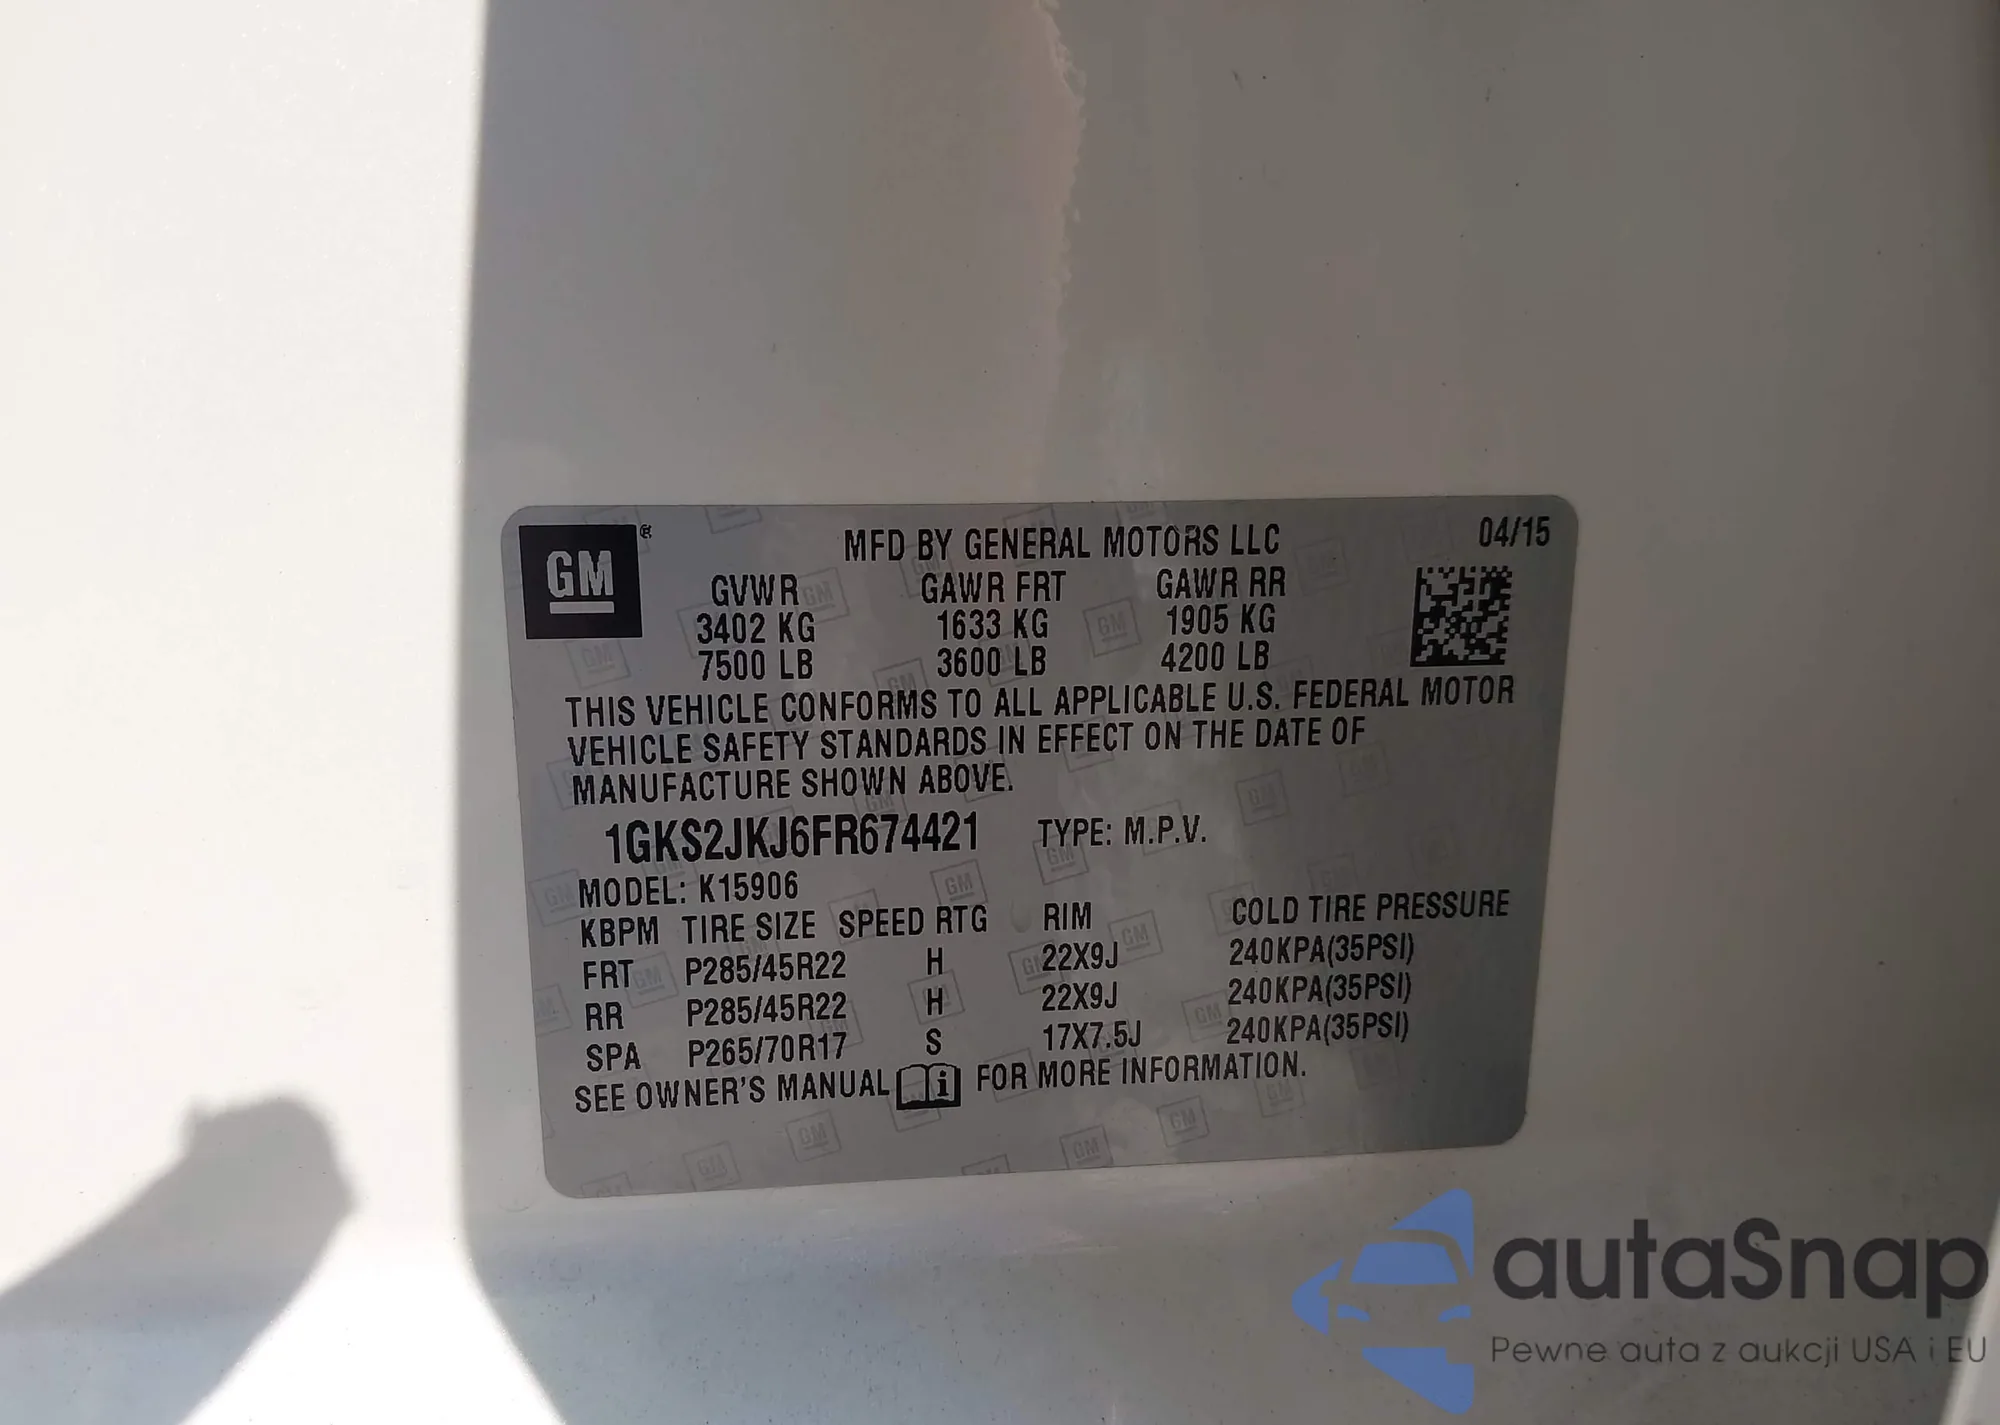 GM ®
MFD BY GENERAL MOTORS LLC 04/15
GVWR GAWR FRT GAWR RR
3402 KG 1633 KG 1905 KG
7500 LB 3600 LB 4200 LB
THIS VEHICLE CONFORMS TO ALL APPLICABLE U.S. FEDERAL MOTOR
VEHICLE SAFETY STANDARDS IN EFFECT ON THE DATE OF
MANUFACTURE SHOWN ABOVE.
1GKS2JKJ6FR674421 TYPE: M.P.V.
MODEL: K15906
KBPM TIRE SIZE SPEED RTG RIM COLD TIRE PRESSURE
FRT P285/45R22 H 22X9J 240KPA(35PSI)
RR P285/45R22 H 22X9J 240KPA(35PSI)
SPA P265/70R17 S 17X7.5J 240KPA(35PSI)
SEE OWNER'S MANUAL i FOR MORE INFORMATION.
autaSnap
Pewne auta z aukcji USA i EU